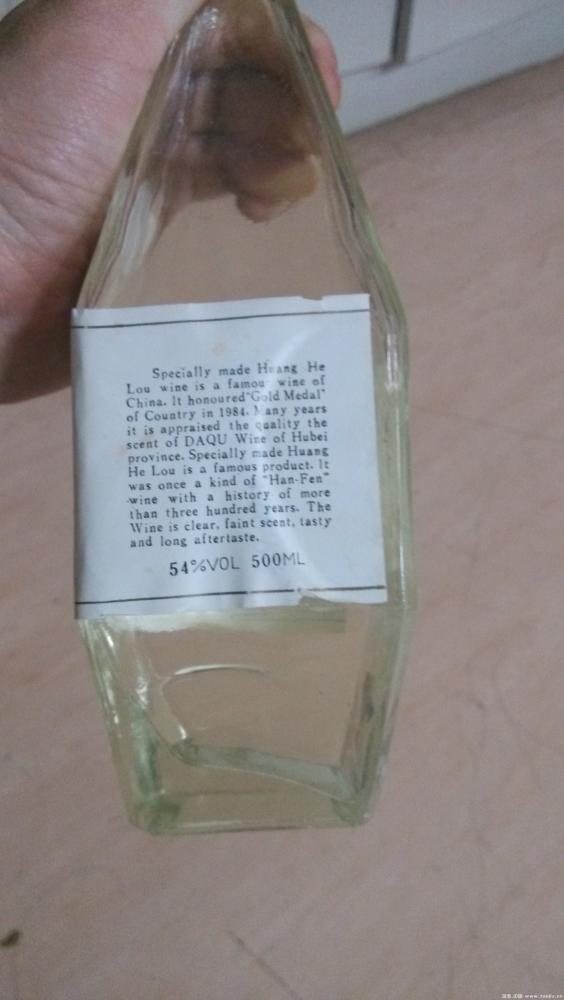 Specially made Huang He
Lou wine is a famous wine of
China. It honoured "Gold Medal"
of Country in 1984. Many years
it is appraised the quality the
scent of DAQU Wine of Hubei
province. Specially made Huang
He Lou is a famous product. It
was once a kind of "Han-Fen"
wine with a history of more
than three hundred years. The
Wine is clear, faint scent, tasty
and long aftertaste.
54%VOL 500ML